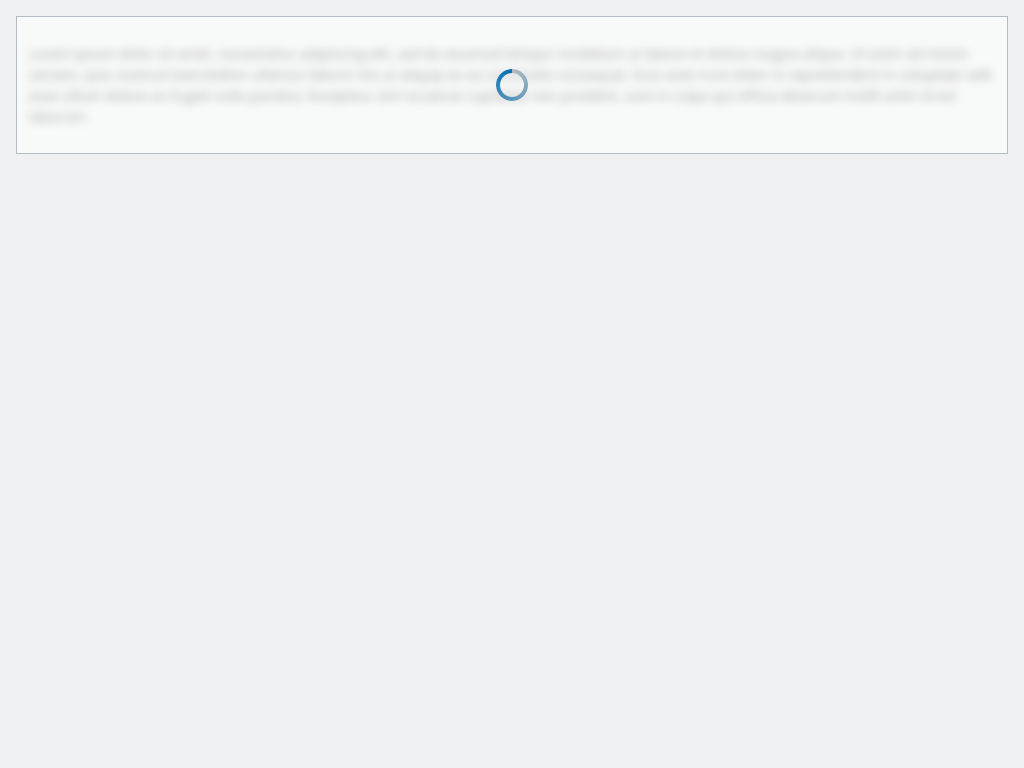 Lorem ipsum dolor sit amet, consectetur adipiscing elit, sed do eiusmod tempor incididunt ut labore et dolore magna aliqua. Ut enim ad minim
veniam, quis nostrud exercitation ullamco laboris nisi ut aliquip ex ea consequat. Duis aute irure dolor in reprehenderit in voluptate velit
esse cillum dolore eu fugiat nulla pariatur. Excepteur sint occaecat non proident, sunt in culpa qui officia deserunt mollit anim id est
laborum.